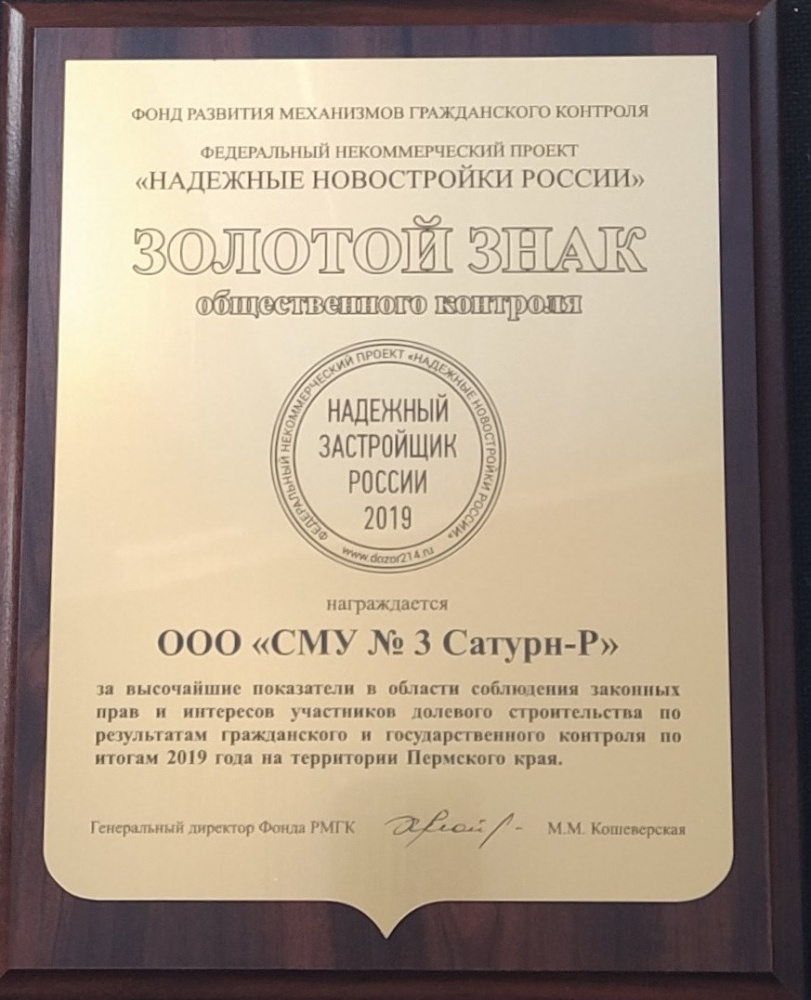 ФОНД РАЗВИТИЯ МЕХАНИЗМОВ ГРАЖДАНСКОГО КОНТРОЛЯ
ФЕДЕРАЛЬНЫЙ НЕКОММЕРЧЕСКИЙ ПРОЕКТ
«НАДЕЖНЫЕ НОВОСТРОЙКИ РОССИИ»
ЗОЛОТОЙ ЗНАК
общественного контроля
ФЕДЕРАЛЬНЫЙ НЕКОММЕРЧЕСКИЙ ПРОЕКТ «НАДЕЖНЫЕ НОВОСТРОЙКИ РОССИИ»
НАДЕЖНЫЙ
ЗАСТРОЙЩИК
РОССИИ
2019
www.dozor214.ru
награждается
ООО «СМУ № 3 Сатурн-Р»
за высочайшие показатели в области соблюдения законных
прав и интересов участников долевого строительства по
результатам гражданского и государственного контроля по
итогам 2019 года на территории Пермского края.
Генеральный директор Фонда РМГК М.М. Кошеверская